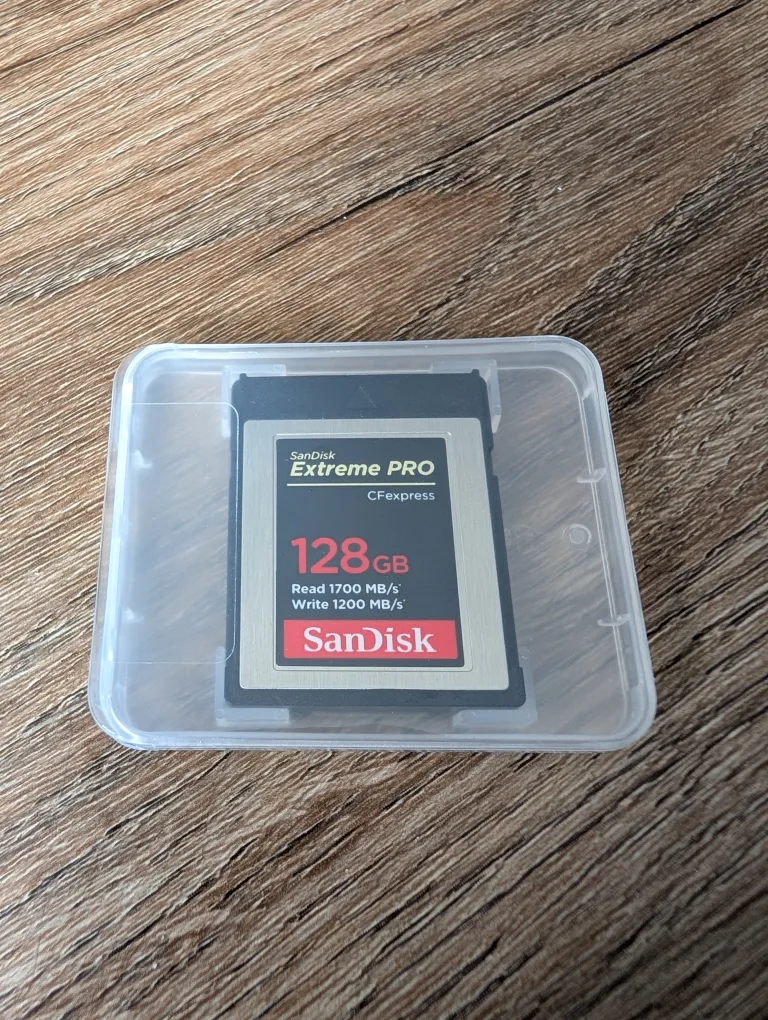 SanDisk
Extreme PRO
CFexpress
128GB
Read 1700 MB/s*
Write 1200 MB/s*
SanDisk